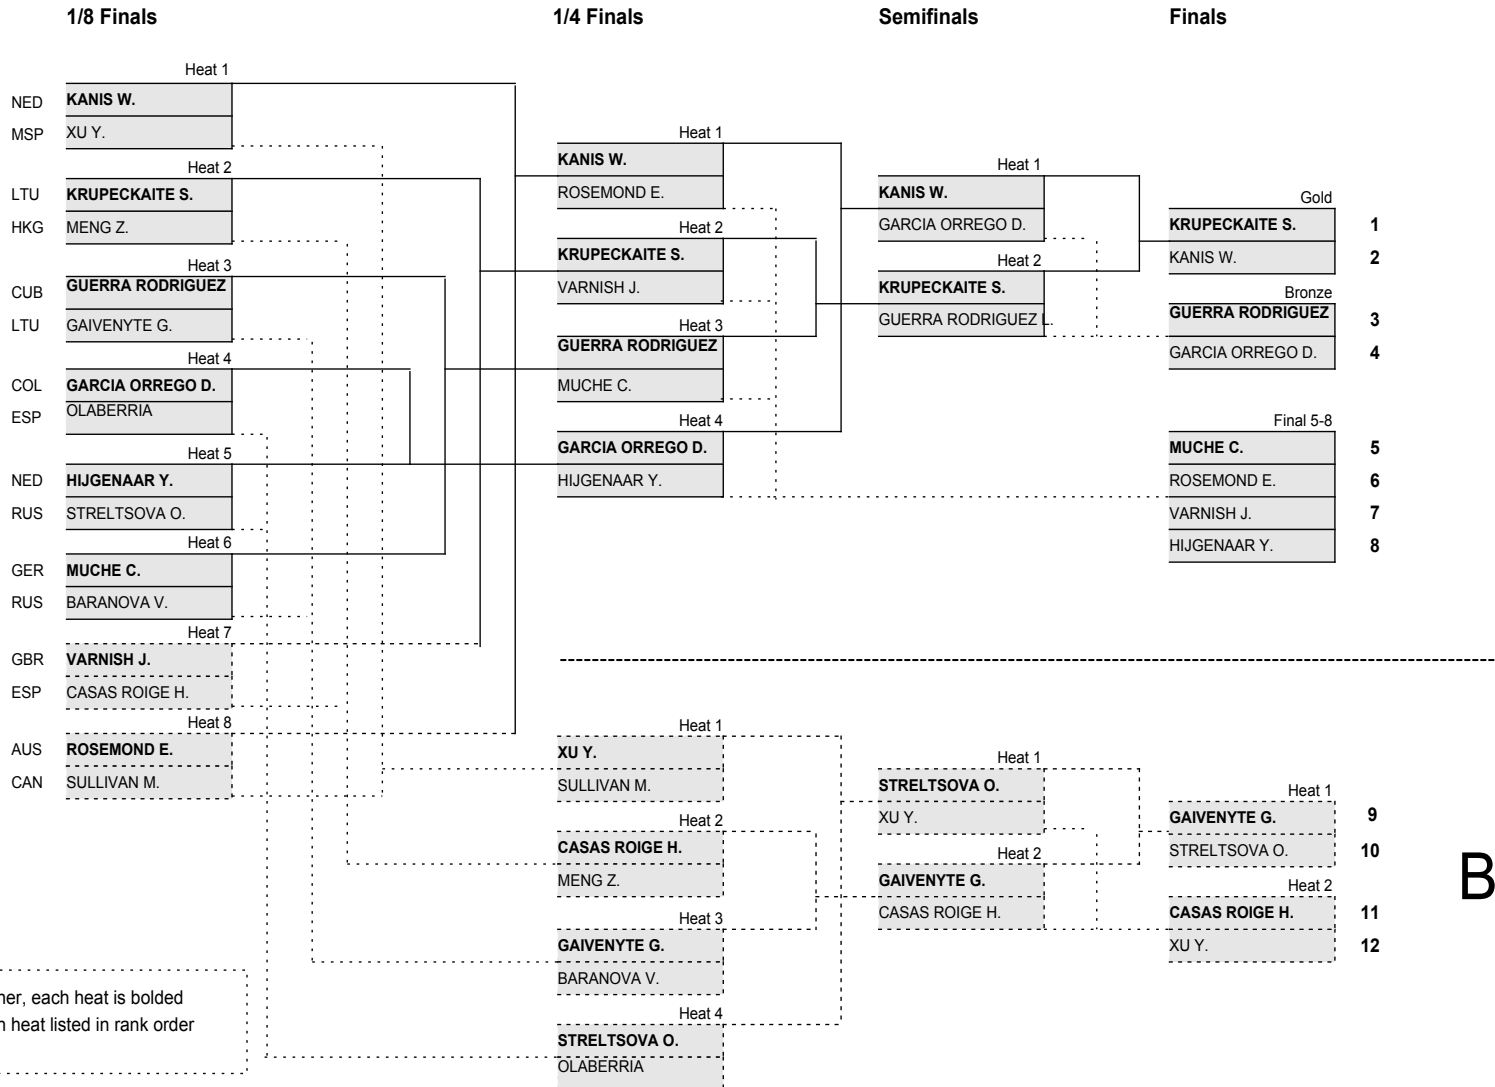 1/8 Finals 1/4 Finals Semifinals Finals
Heat 1
NED KANIS W.
MSP XU Y.
Heat 2
LTU KRUPECKAITE S.
HKG MENG Z.
Heat 3
CUB GUERRA RODRIGUEZ
LTU GAIVENYTE G.
Heat 4
COL GARCIA ORREGO D.
ESP OLABERRIA
Heat 5
NED HIJGENAAR Y.
RUS STRELTSOVA O.
Heat 6
GER MUCHE C.
RUS BARANOVA V.
Heat 7
GBR VARNISH J.
ESP CASAS ROIGE H.
Heat 8
AUS ROSEMOND E.
CAN SULLIVAN M.
Heat 1
KANIS W.
ROSEMOND E.
Heat 2
KRUPECKAITE S.
VARNISH J.
Heat 3
GUERRA RODRIGUEZ
MUCHE C.
Heat 4
GARCIA ORREGO D.
HIJGENAAR Y.
Heat 1
KANIS W.
GARCIA ORREGO D.
Heat 2
KRUPECKAITE S.
GUERRA RODRIGUEZ L.
Gold
KRUPECKAITE S. 1
KANIS W. 2
Bronze
GUERRA RODRIGUEZ 3
GARCIA ORREGO D. 4
Final 5-8
MUCHE C. 5
ROSEMOND E. 6
VARNISH J. 7
HIJGENAAR Y. 8
Heat 1
XU Y.
SULLIVAN M.
Heat 2
CASAS ROIGE H.
MENG Z.
Heat 3
GAIVENYTE G.
BARANOVA V.
Heat 4
STRELTSOVA O.
OLABERRIA
Heat 1
STRELTSOVA O.
XU Y.
Heat 2
GAIVENYTE G.
CASAS ROIGE H.
Heat 1
GAIVENYTE G. 9
STRELTSOVA O. 10
Heat 2
CASAS ROIGE H. 11
XU Y. 12
B
ner, each heat is bolded
n heat listed in rank order